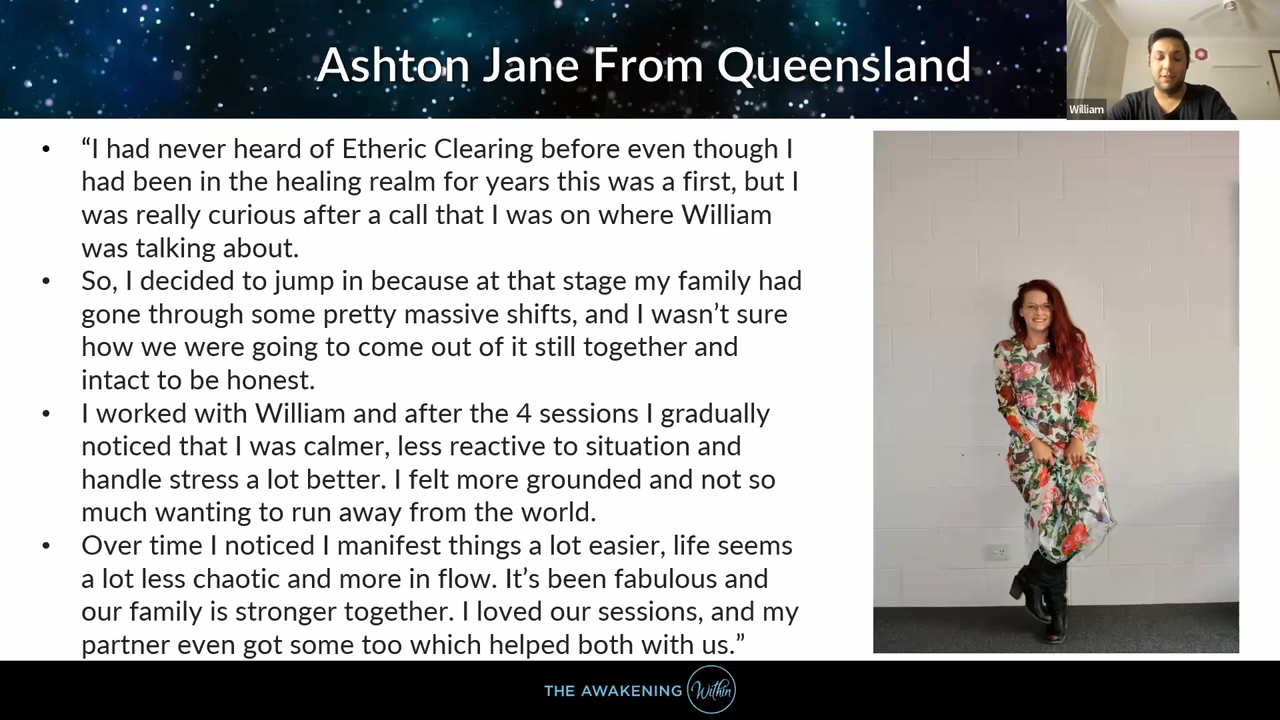 Ashton Jane From Queensland
William
• “I had never heard of Etheric Clearing before even though I
had been in the healing realm for years this was a first, but I
was really curious after a call that I was on where William
was talking about.
• So, I decided to jump in because at that stage my family had
gone through some pretty massive shifts, and I wasn’t sure
how we were going to come out of it still together and
intact to be honest.
• I worked with William and after the 4 sessions I gradually
noticed that I was calmer, less reactive to situation and
handle stress a lot better. I felt more grounded and not so
much wanting to run away from the world.
• Over time I noticed I manifest things a lot easier, life seems
a lot less chaotic and more in flow. It’s been fabulous and
our family is stronger together. I loved our sessions, and my
partner even got some too which helped both with us.”
THE AWAKENING Within